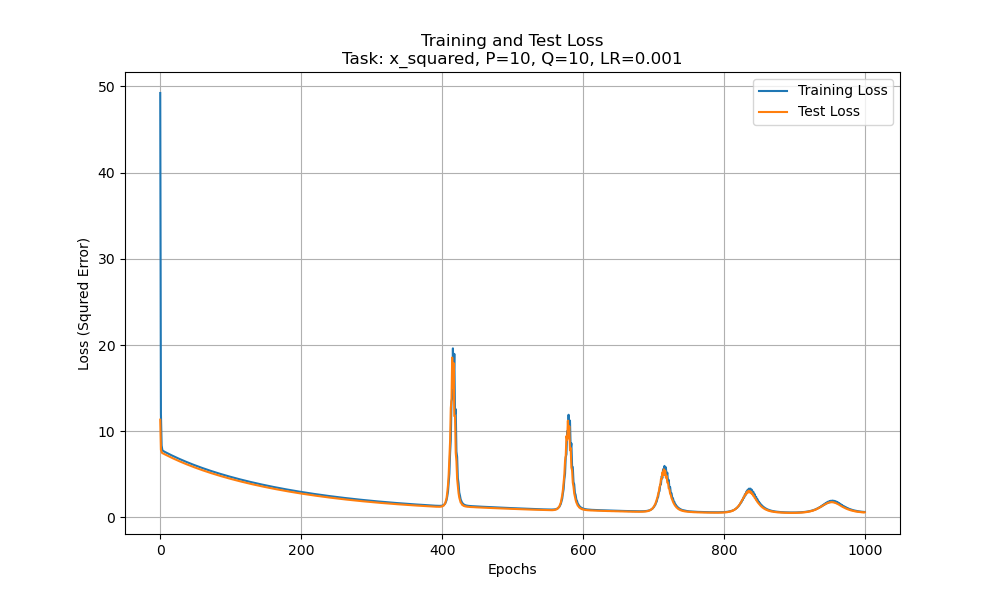 Training and Test Loss
Task: x_squared, P=10, Q=10, LR=0.001
Training Loss
Test Loss
Loss (Squred Error)
50
40
30
20
10
0
0 200 400 600 800 1000
Epochs